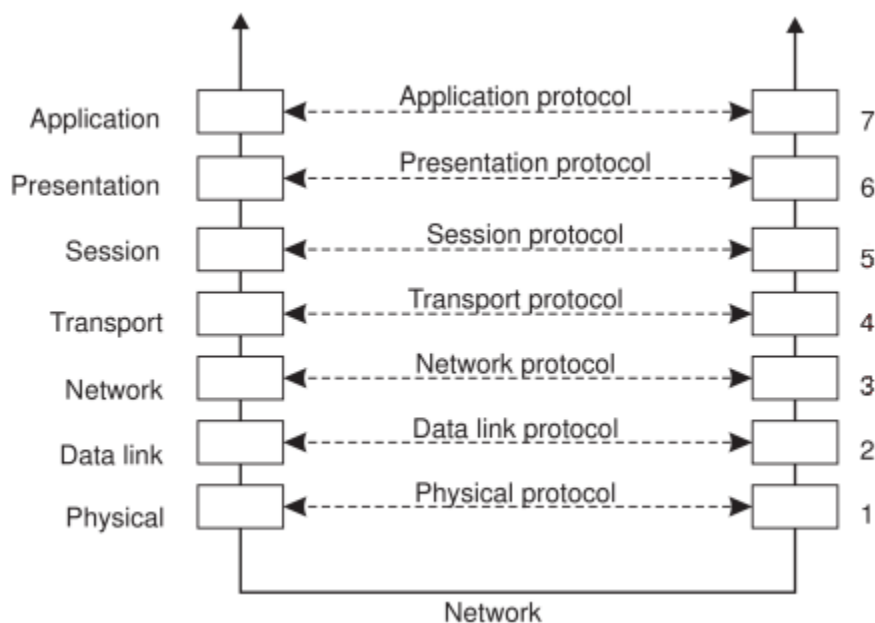 Application
Application protocol
7
Presentation
Presentation protocol
6
Session
Session protocol
5
Transport
Transport protocol
4
Network
Network protocol
3
Data link
Data link protocol
2
Physical
Physical protocol
1
Network